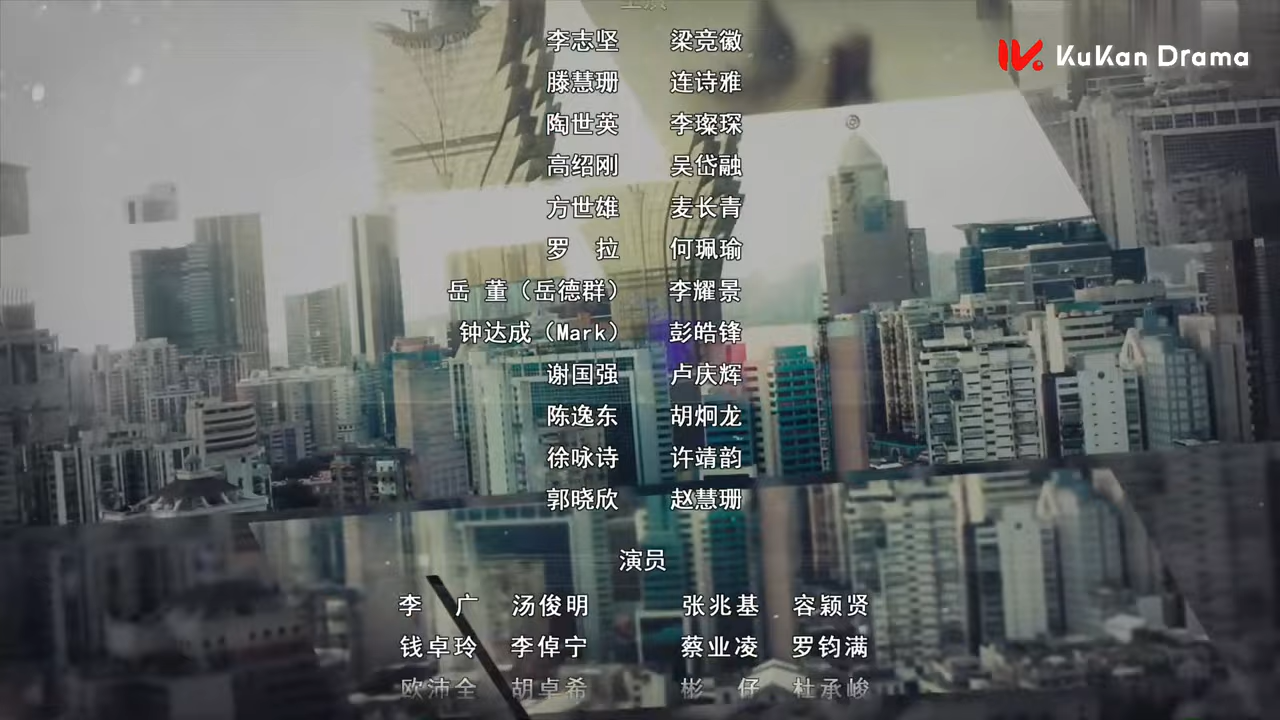 主演
KuKan Drama
李志坚 梁竞徽
滕慧珊 连诗雅
陶世英 李璨琛
高绍刚 吴岱融
方世雄 麦长青
罗 拉 何珮瑜
岳 董（岳德群） 李耀景
钟达成（Mark） 彭皓锋
谢国强 卢庆辉
陈逸东 胡炯龙
徐咏诗 许靖韵
郭晓欣 赵慧珊
演员
李 广 汤俊明 张兆基 容颖贤
钱卓玲 李倬宁 蔡业凌 罗钧满
欧沛全 胡卓希 彬 仔 杜承峻